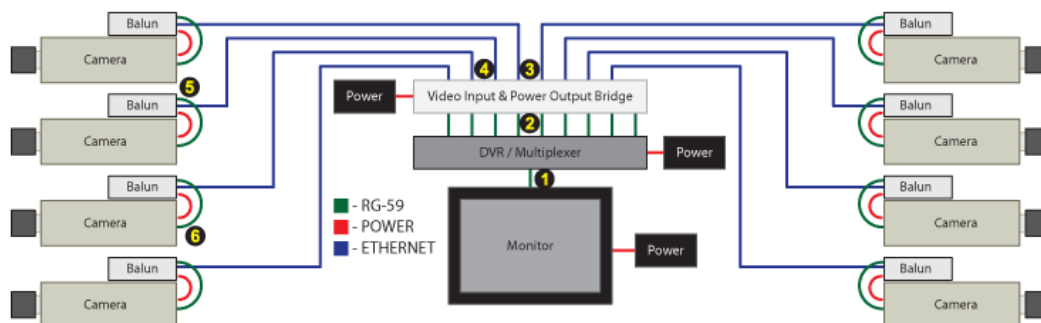 Balun
Camera
Balun
Camera
Balun
Camera
Balun
Camera
5
6
4
3
Power
Video Input & Power Output Bridge
2
DVR / Multiplexer
Power
1
- RG-59
- POWER
- ETHERNET
Monitor
Power
Balun
Camera
Balun
Camera
Balun
Camera
Balun
Camera